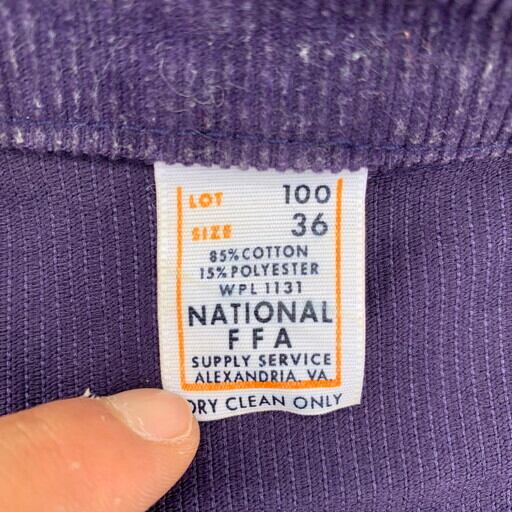 LOT 100
SIZE 36
85% COTTON
15% POLYESTER
WPL 1131
NATIONAL
FFA
SUPPLY SERVICE
ALEXANDRIA, VA.
DRY CLEAN ONLY